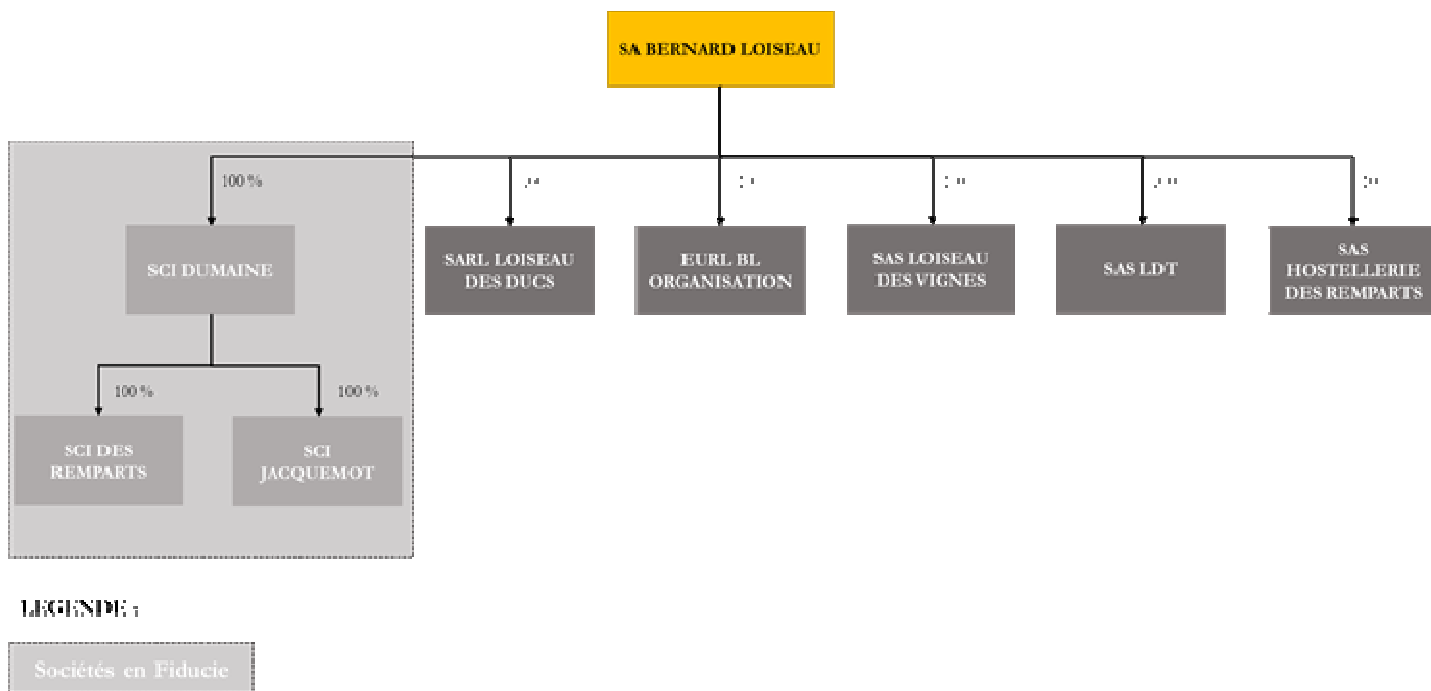 SA BERNARD LOISEAU
100 %
SCI DUMAINE
SARL LOISEAU
DES DUCS
EURL BL
ORGANISATION
SAS LOISEAU
DES VIGNES
SAS LDT
SAS
HOSTELLERIE
DES REMPARTS
100 %
100 %
SCI DES
REMPARTS
SCI
JACQUEMOT
LEGENDE :
Sociétés en Fiducie